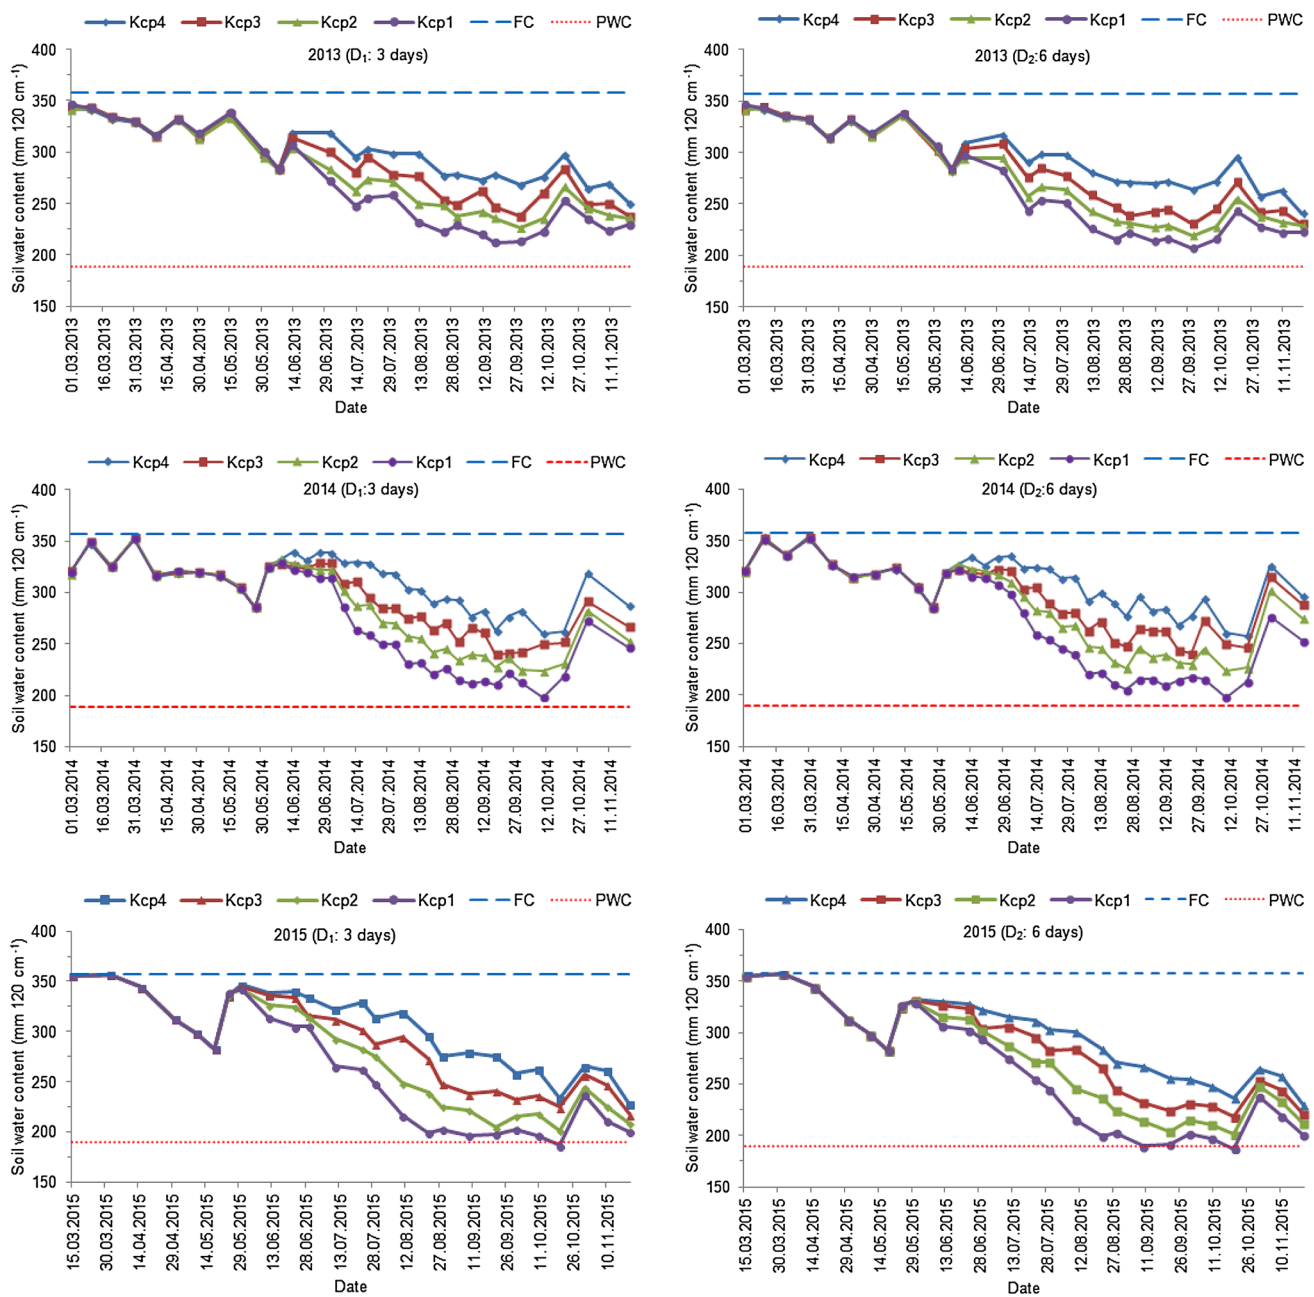 Kcp4 Kcp3 Kcp2 Kcp1 FC PWC
2013 (D₁: 3 days)
Soil water content (mm 120 cm⁻¹)
400
350
300
250
200
150
01.03.2013 16.03.2013 31.03.2013 15.04.2013 30.04.2013 15.05.2013 30.05.2013 14.06.2013 29.06.2013 14.07.2013 29.07.2013 13.08.2013 28.08.2013 12.09.2013 27.09.2013 12.10.2013 27.10.2013 11.11.2013
Date
Kcp4 Kcp3 Kcp2 Kcp1 FC PWC
2013 (D₂:6 days)
Soil water content (mm 120 cm⁻¹)
400
350
300
250
200
150
01.03.2013 16.03.2013 31.03.2013 15.04.2013 30.04.2013 15.05.2013 30.05.2013 14.06.2013 29.06.2013 14.07.2013 29.07.2013 13.08.2013 28.08.2013 12.09.2013 27.09.2013 12.10.2013 27.10.2013 11.11.2013
Date
Kcp4 Kcp3 Kcp2 Kcp1 FC PWC
2014 (D₁:3 days)
Soil water content (mm 120 cm⁻¹)
400
350
300
250
200
150
01.03.2014 16.03.2014 31.03.2014 15.04.2014 30.04.2014 15.05.2014 30.05.2014 14.06.2014 29.06.2014 14.07.2014 29.07.2014 13.08.2014 28.08.2014 12.09.2014 27.09.2014 12.10.2014 27.10.2014 11.11.2014
Date
Kcp4 Kcp3 Kcp2 Kcp1 FC PWC
2014 (D₂:6 days)
Soil water content (mm 120 cm⁻¹)
400
350
300
250
200
150
01.03.2014 16.03.2014 31.03.2014 15.04.2014 30.04.2014 15.05.2014 30.05.2014 14.06.2014 29.06.2014 14.07.2014 29.07.2014 13.08.2014 28.08.2014 12.09.2014 27.09.2014 12.10.2014 27.10.2014 11.11.2014
Date
Kcp4 Kcp3 Kcp2 Kcp1 FC PWC
2015 (D₁: 3 days)
Soil water content (mm 120 cm⁻¹)
400
350
300
250
200
150
15.03.2015 30.03.2015 14.04.2015 29.04.2015 14.05.2015 29.05.2015 13.06.2015 28.06.2015 13.07.2015 28.07.2015 12.08.2015 27.08.2015 11.09.2015 26.09.2015 11.10.2015 26.10.2015 10.11.2015
Date
Kcp4 Kcp3 Kcp2 Kcp1 FC PWC
2015 (D₂: 6 days)
Soil water content (mm 120 cm⁻¹)
400
350
300
250
200
150
15.03.2015 30.03.2015 14.04.2015 29.04.2015 14.05.2015 29.05.2015 13.06.2015 28.06.2015 13.07.2015 28.07.2015 12.08.2015 27.08.2015 11.09.2015 26.09.2015 11.10.2015 26.10.2015 10.11.2015
Date